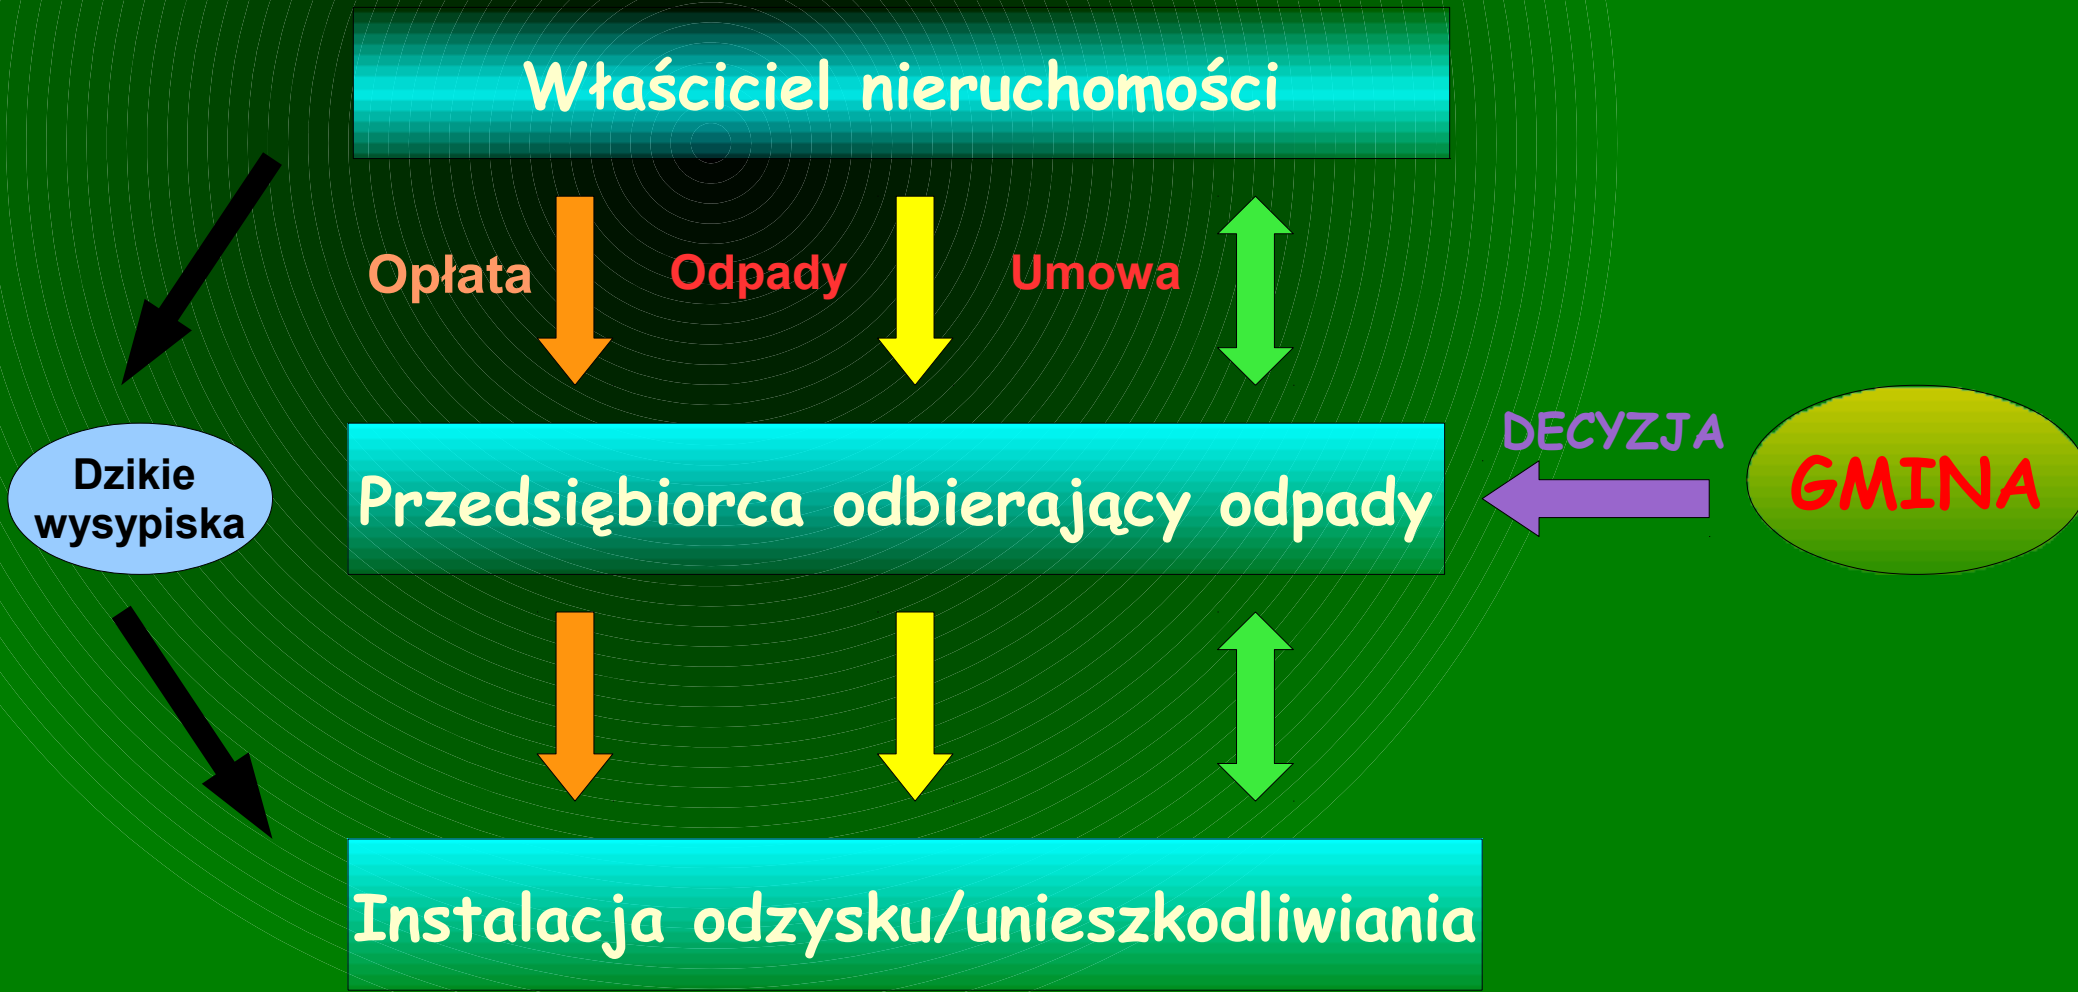 Właściciel nieruchomości
Opłata
Odpady
Umowa
DECYZJA
GMINA
Dzikie
wysypiska
Przedsiębiorca odbierający odpady
Instalacja odzysku/unieszkodliwiania